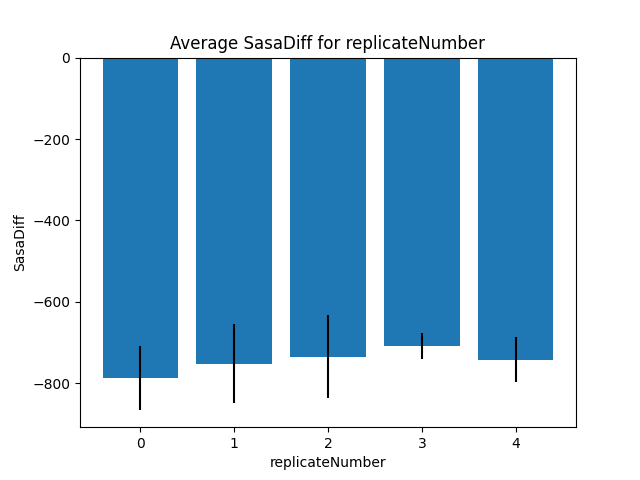 Average SasaDiff for replicateNumber
0
−200
−400
−600
−800
SasaDiff
0 1 2 3 4
replicateNumber